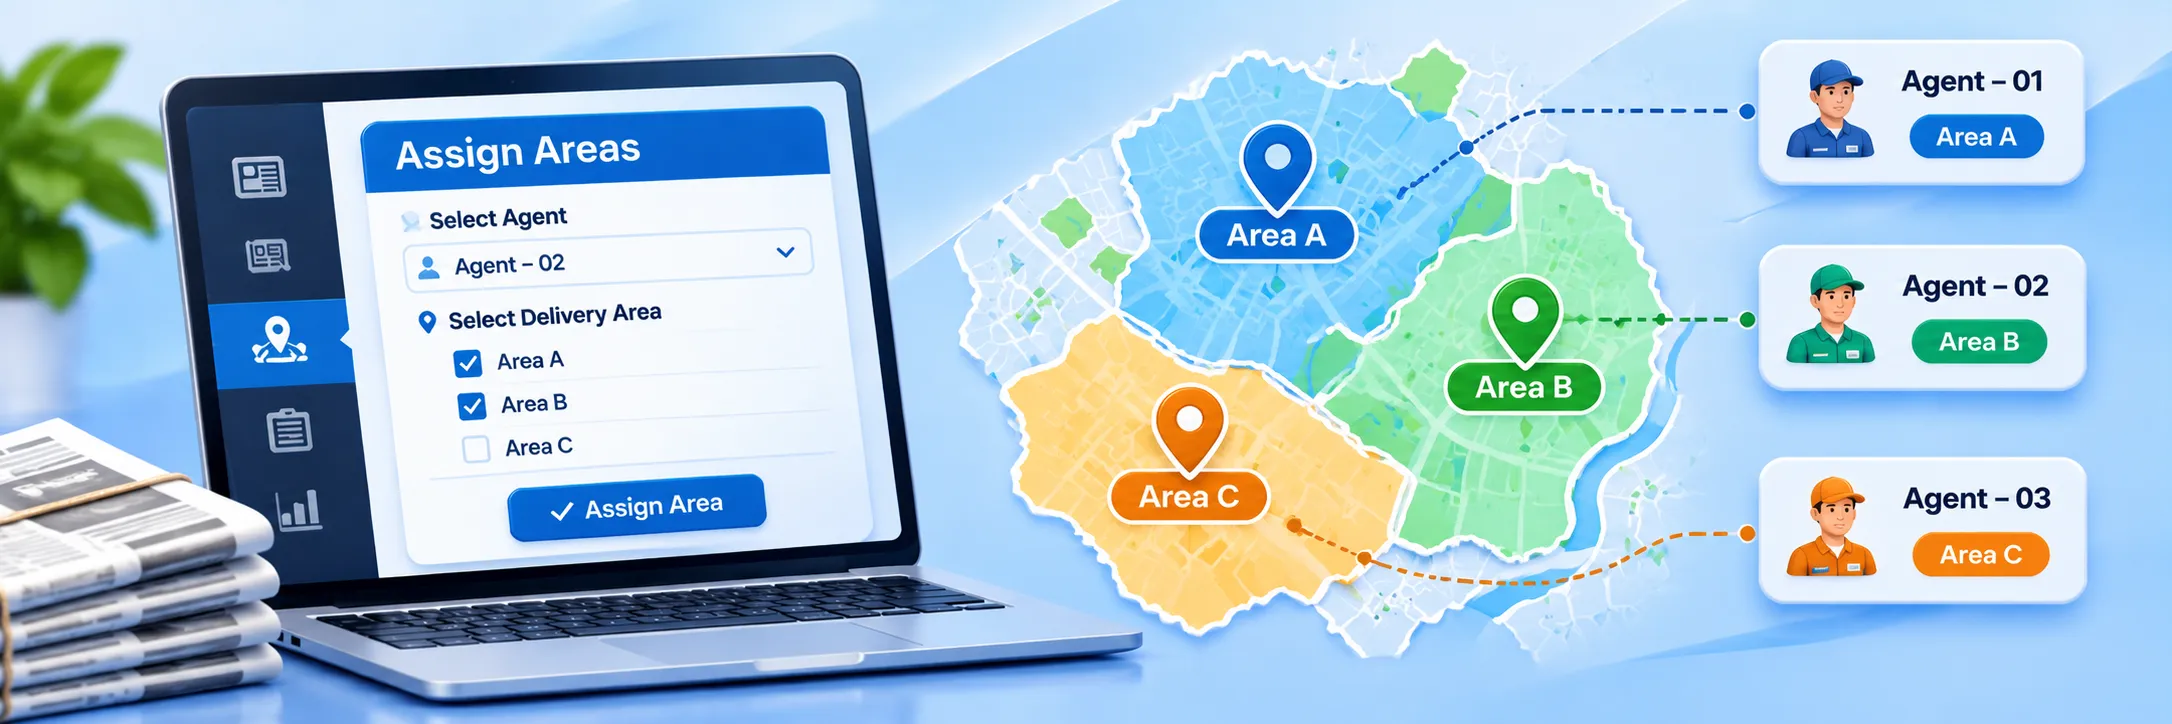 Assign Areas
Select Agent
Agent – 02
Select Delivery Area
Area A
Area B
Area C
Assign Area
Area A
Area B
Area C
Agent – 01
Area A
Agent – 02
Area B
Agent – 03
Area C